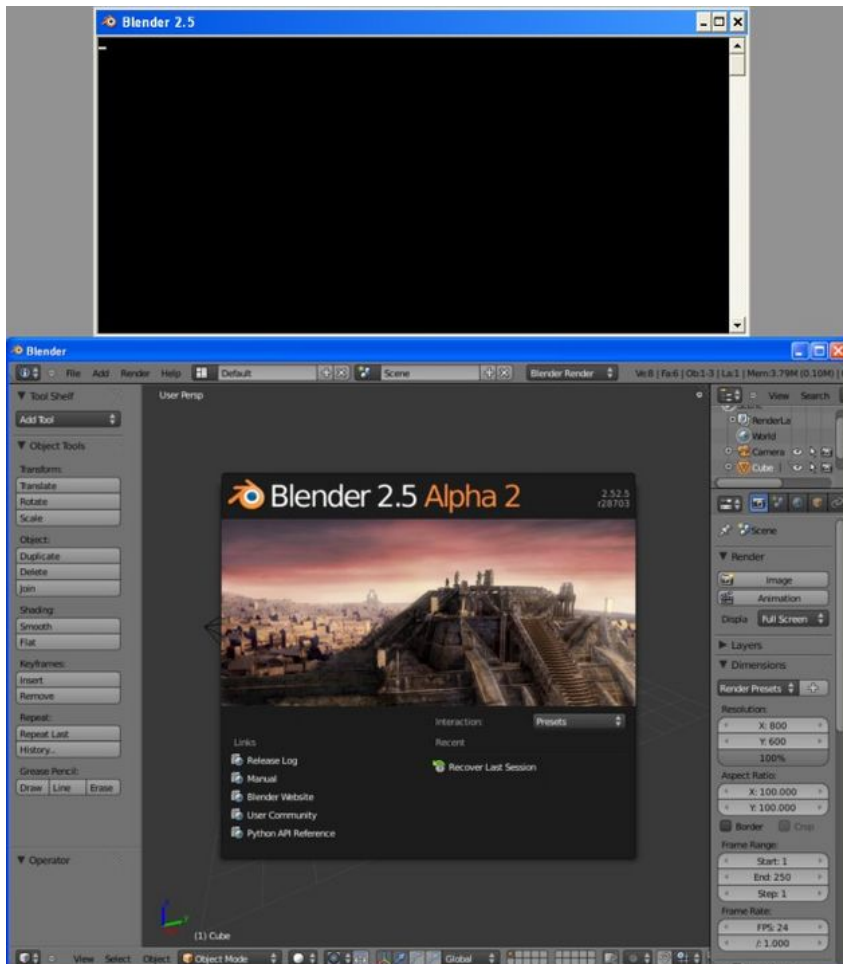 Blender 2.5
Blender
File Add Render Help Default Scene Blender Render Ve:8 | Fa:6 | Ob:1-3 | La:1 | Mem:3.79M (0.10M) |
Tool Shelf
Add Tool
Object Tools
Transform:
Translate
Rotate
Scale
Object:
Duplicate
Delete
Join
Shading:
Smooth
Flat
Keyframes:
Insert
Remove
Repeat:
Repeat Last
History...
Grease Pencil:
Draw Line Erase
Operator
User Persp
Blender 2.5 Alpha 2
2.52.5
r28703
Interaction: Presets
Links
Release Log
Manual
Blender Website
User Community
Python API Reference
Recent
Recover Last Session
(1) Cube
View Select Object Object Mode Global
View Search
RenderLa
World
Camera
Cube
Scene
Render
Image
Animation
Displa Full Screen
Layers
Dimensions
Render Presets
Resolution:
X: 800
Y: 600
100%
Aspect Ratio:
X: 100.000
Y: 100.000
Border Crop
Frame Range:
Start: 1
End: 250
Step: 1
Frame Rate:
FPS: 24
/: 1.000